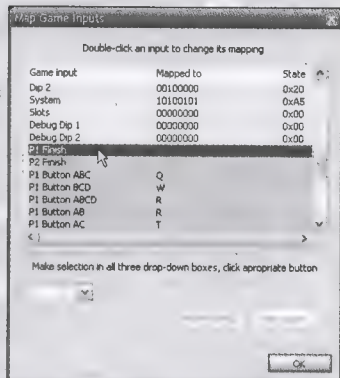 Map Game Inputs
Double-click an input to change its mapping
Game input Mapped to State
Dip 2 00100000 0x20
System 10100101 0xA5
Slots 00000000 0x00
Debug Dip 1 00000000 0x00
Debug Dip 2 00000000 0x00
P1 Finish
P2 Finish
P1 Button ABC Q
P1 Button BCD W
P1 Button ABCD R
P1 Button AB R
P1 Button AC T
Make selection in all three drop-down boxes, click apropriate button
OK